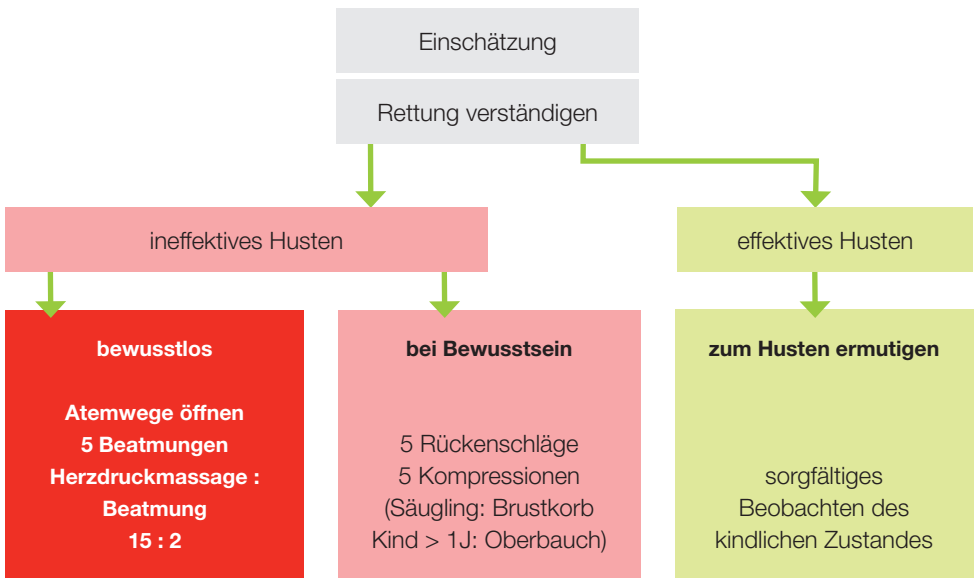 Einschätzung
Rettung verständigen
ineffektives Husten
effektives Husten
bewusstlos
Atemwege öffnen
5 Beatmungen
Herzdruckmassage :
Beatmung
15 : 2
bei Bewusstsein
5 Rückenschläge
5 Kompressionen
(Säugling: Brustkorb
Kind > 1J: Oberbauch)
zum Husten ermutigen
sorgfältiges
Beobachten des
kindlichen Zustandes